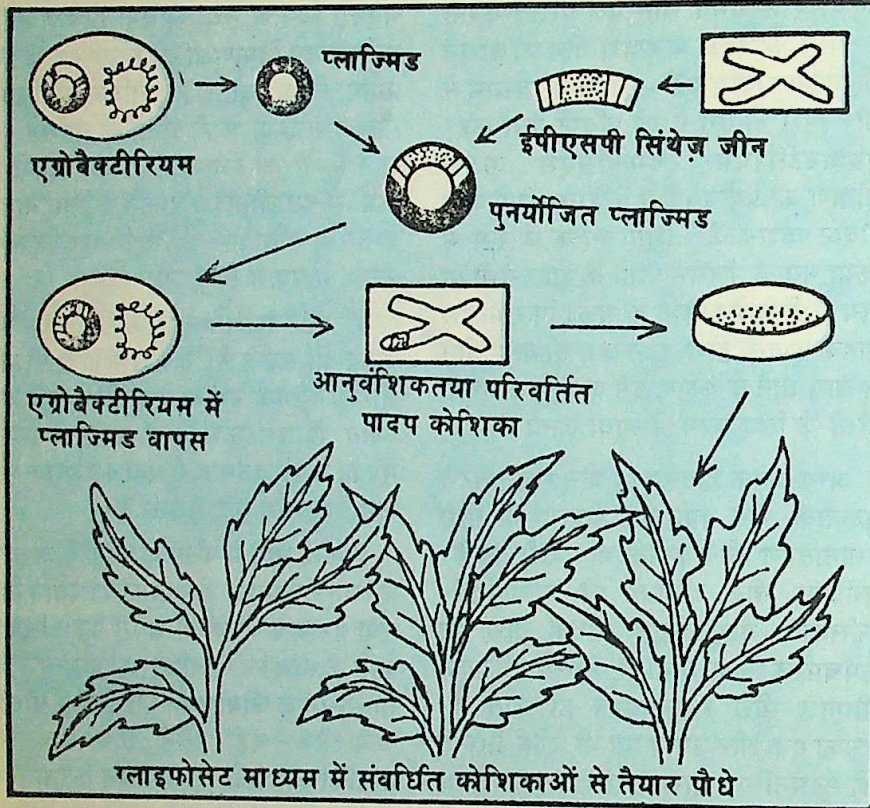 प्लाज्मिड
एग्रोबैक्टीरियम
ईपीएसपी सिंथेज़ जीन
पुनर्योजित प्लाज्मिड
एग्रोबैक्टीरियम में
प्लाज्मिड वापस
आनुवंशिकतया परिवर्तित
पादप कोशिका
ग्लाइफोसेट माध्यम में संवर्धित कोशिकाओं से तैयार पौधे